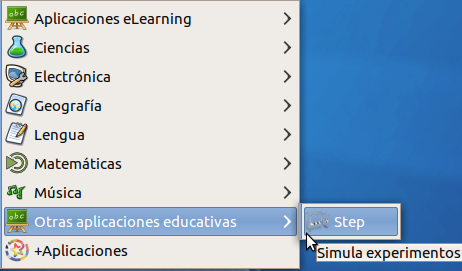 Aplicaciones eLearning
Ciencias
Electrónica
Geografía
Lengua
Matemáticas
Música
Otras aplicaciones educativas
Step
+Aplicaciones
Simula experimentos